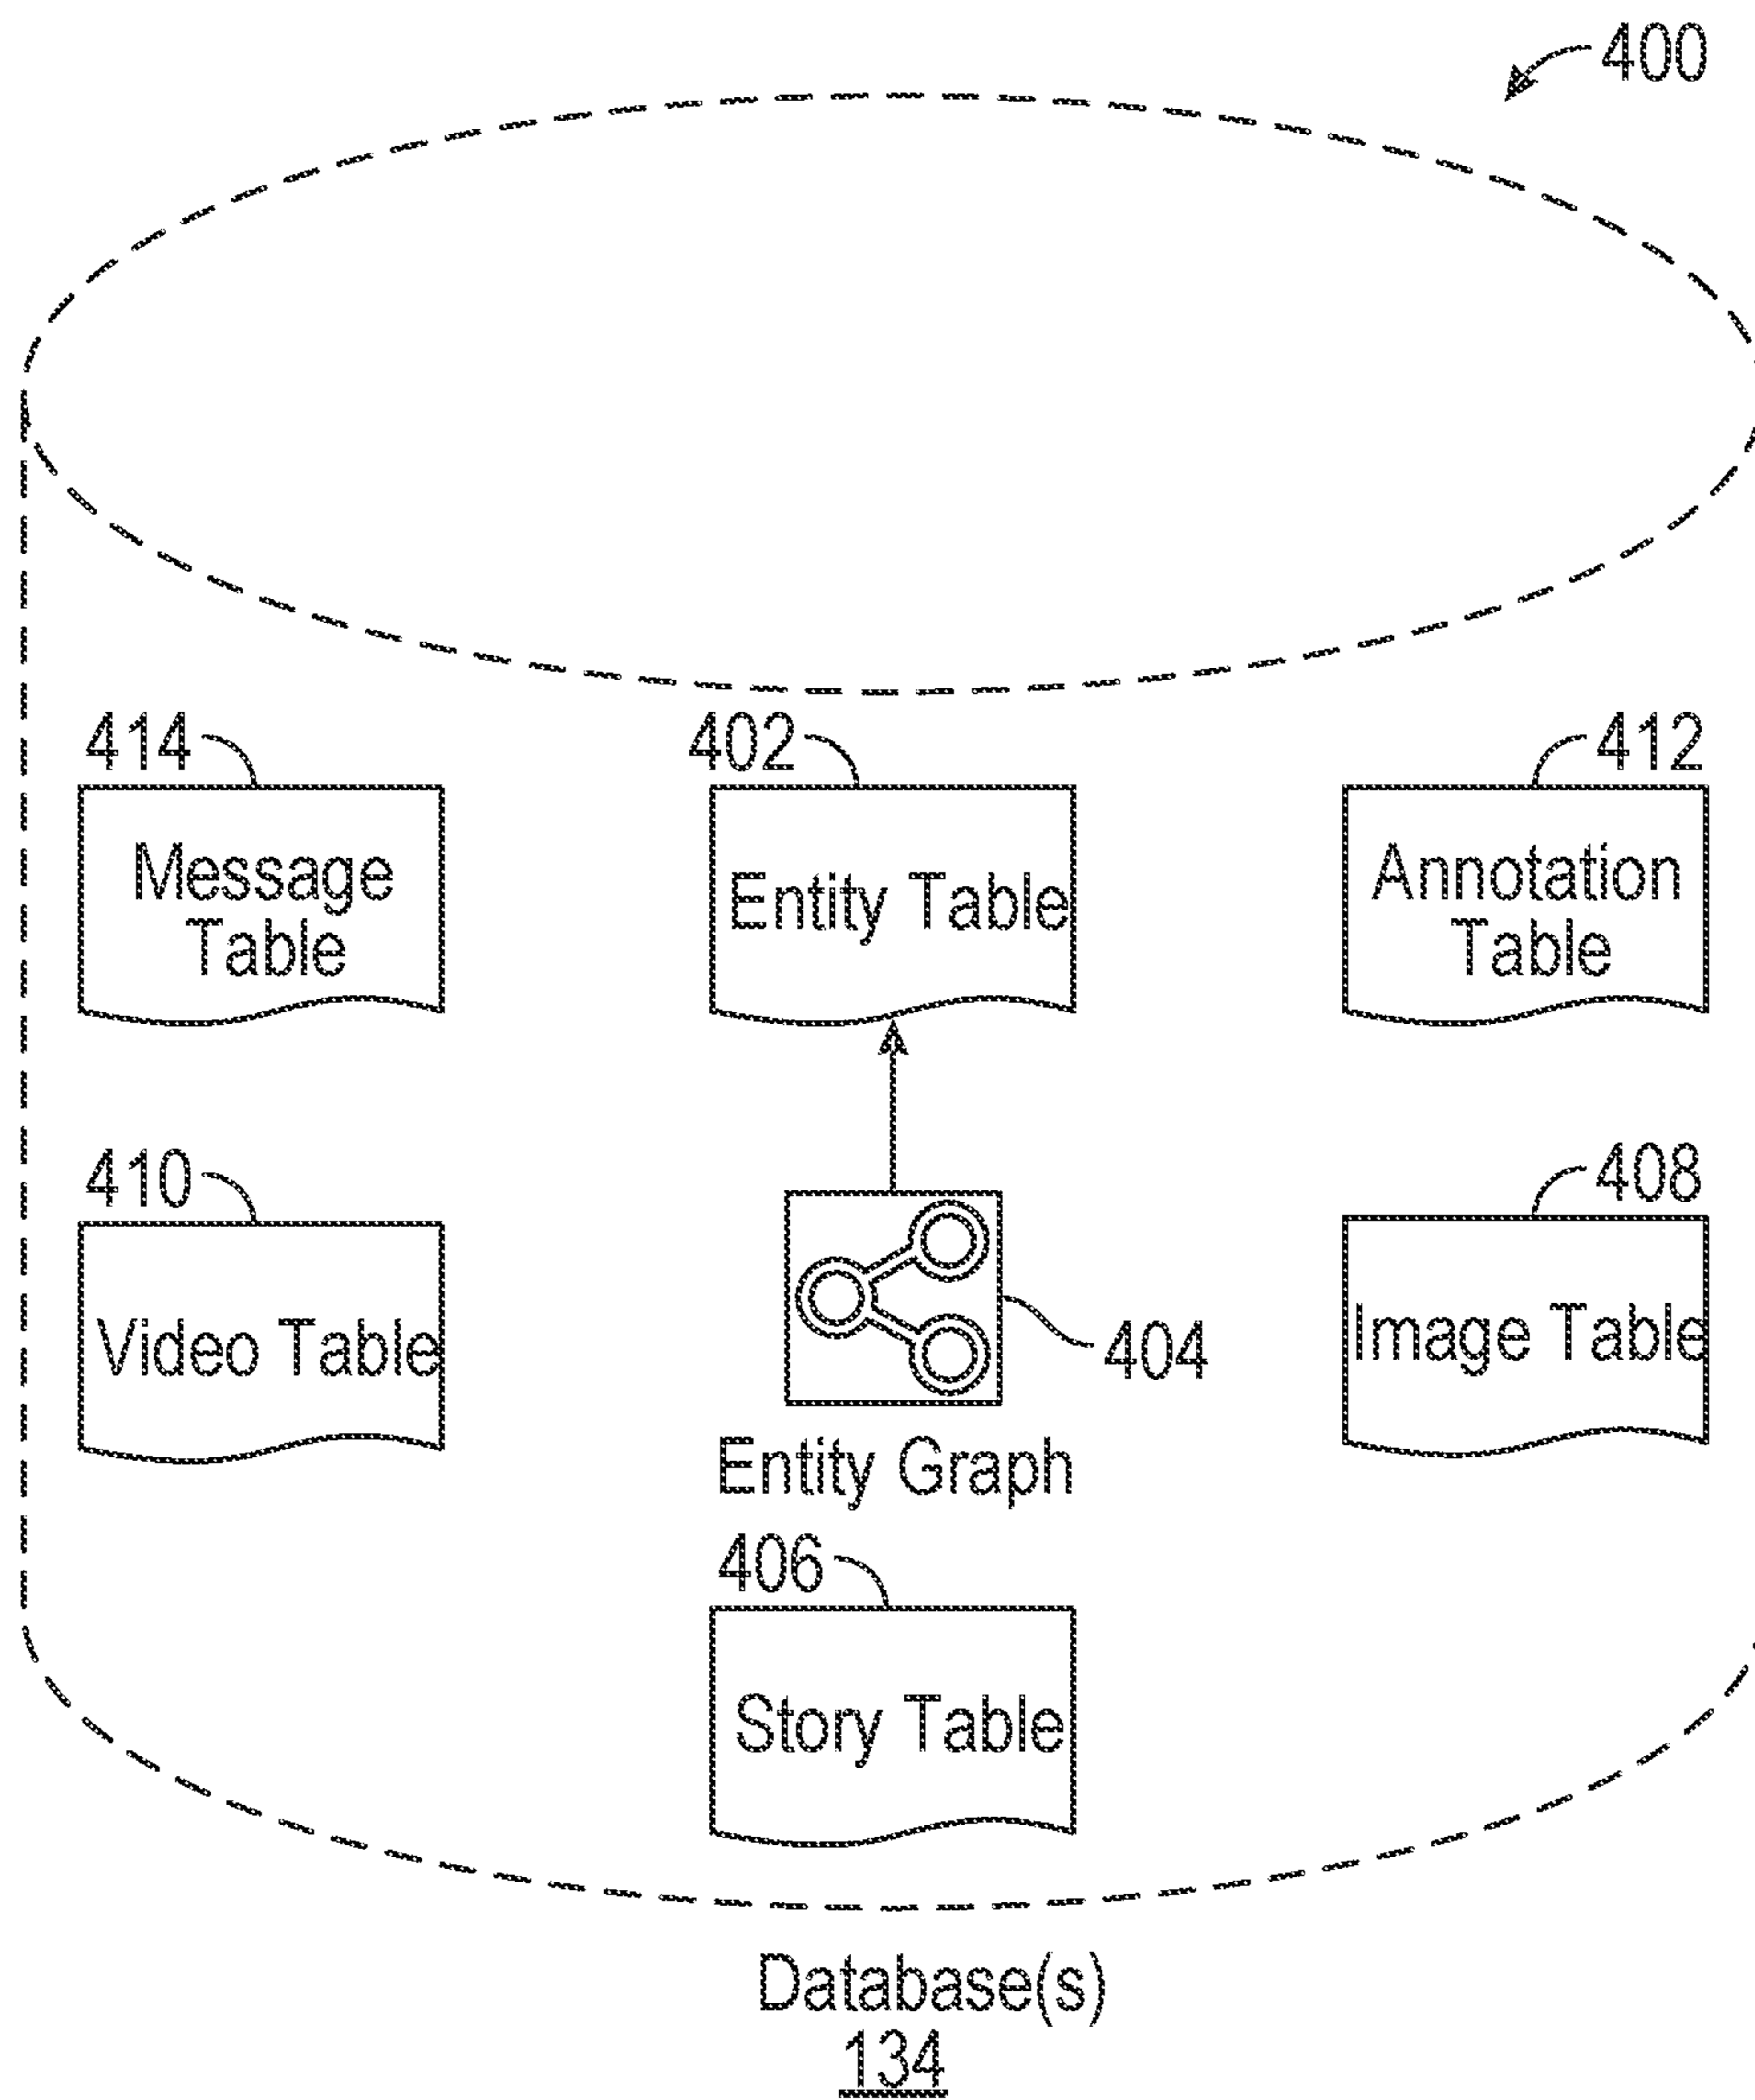 400
414
402
412
Message
Table
Entity Table
Annotation
Table
410
408
Video Table
404
Image Table
Entity Graph
406
Story Table
Database(s)
134